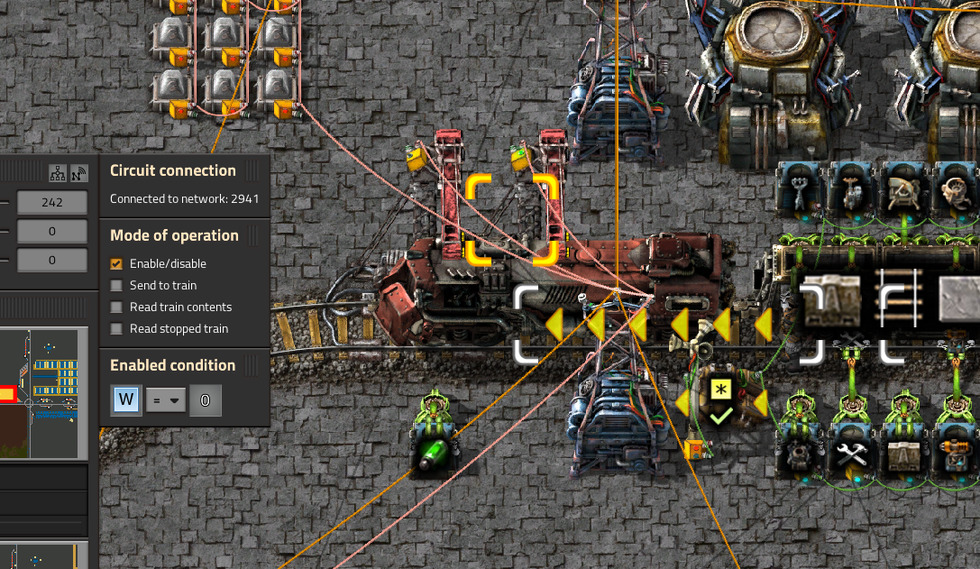 242
0
0
Circuit connection
Connected to network: 2941
Mode of operation
Enable/disable
Send to train
Read train contents
Read stopped train
Enabled condition
W = 0
*